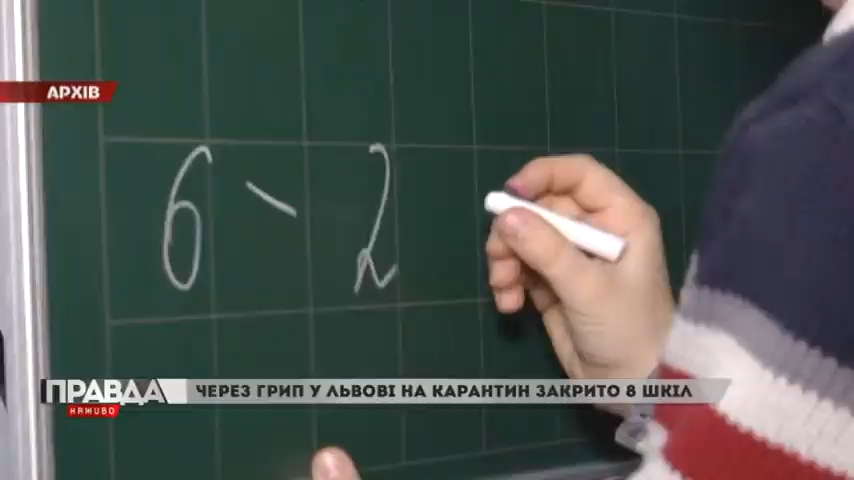 АРХІВ
6 - 2
ПРАВДА
НАЖИВО
ЧЕРЕЗ ГРИП У ЛЬВОВІ НА КАРАНТИН ЗАКРИТО 8 ШКІЛ